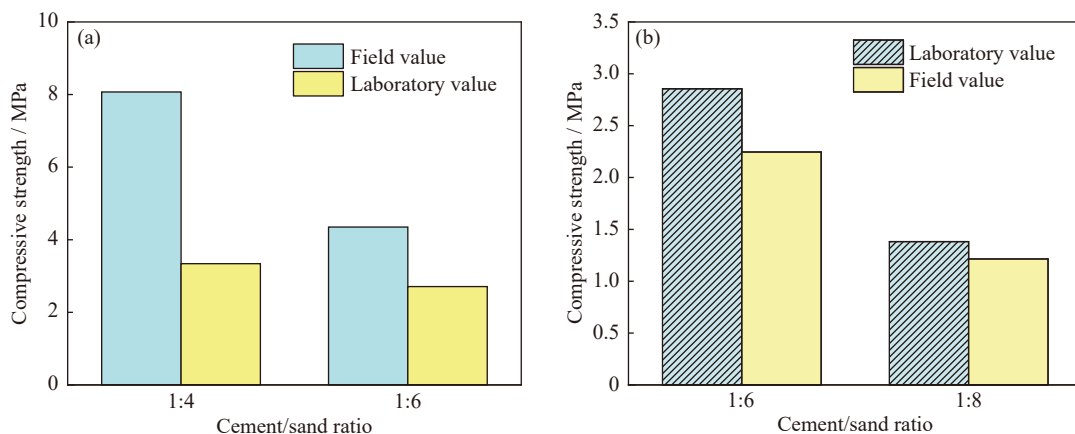 (a)
Field value
Laboratory value
10
8
6
4
2
0
Compressive strength / MPa
1:4
1:6
Cement/sand ratio
(b)
Laboratory value
Field value
3.5
3.0
2.5
2.0
1.5
1.0
0.5
0
Compressive strength / MPa
1:6
1:8
Cement/sand ratio